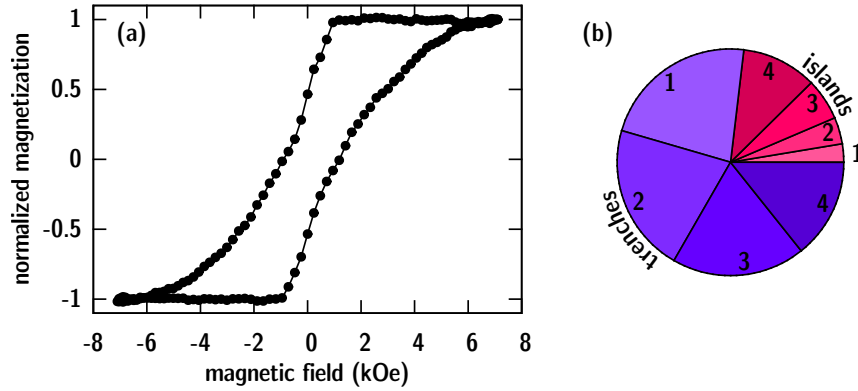 (a)
normalized magnetization
1
0.5
0
-0.5
-1
-8 -6 -4 -2 0 2 4 6 8
magnetic field (kOe)
(b)
islands
4
3
2
1
trenches
1
2
3
4